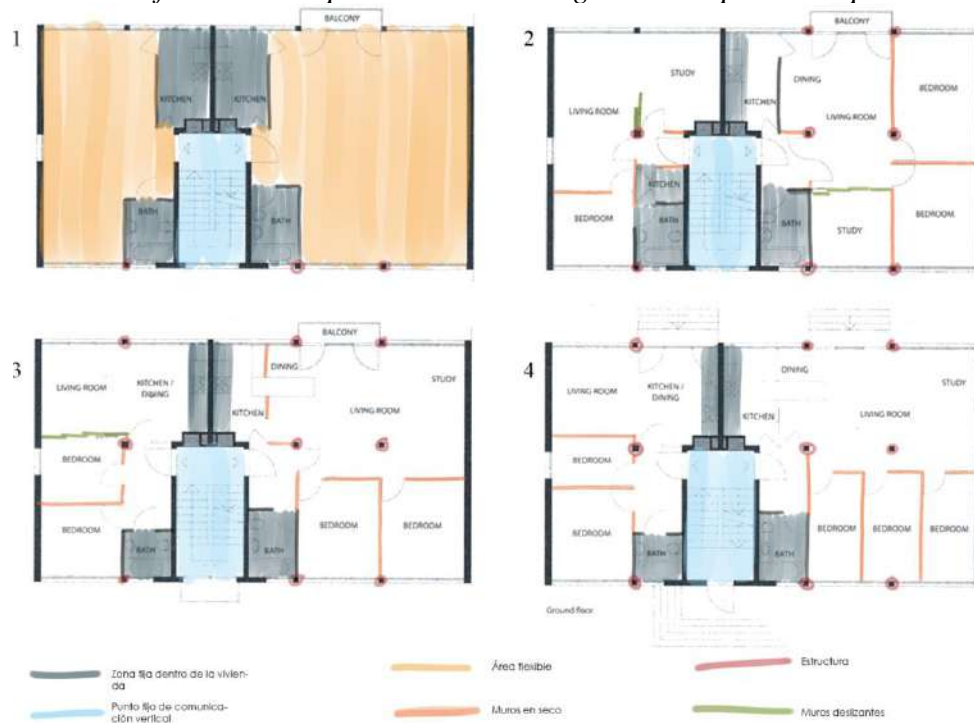 1
BALCONY
KITCHEN
KITCHEN
BATH
BATH
2
BALCONY
STUDY
LIVING ROOM
KITCHEN
DINING
LIVING ROOM
BEDROOM
KITCHEN
BATH
BATH
BEDROOM
STUDY
BEDROOM
3
BALCONY
LIVING ROOM
KITCHEN /
DINING
DINING
KITCHEN
LIVING ROOM
STUDY
BEDROOM
BEDROOM
BATH
BATH
BEDROOM
BEDROOM
4
LIVING ROOM
KITCHEN /
DINING
DINING
KITCHEN
LIVING ROOM
STUDY
BEDROOM
BEDROOM
BATH
BATH
BEDROOM
BEDROOM
BEDROOM
Ground floor
Zona fija dentro de la vivien-
da
Área flexible
Estructura
Punto fija de comunica-
ción vertical
Muros en seco
Muros deslizantes